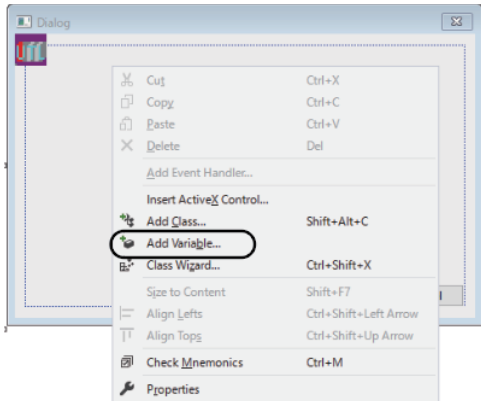 Dialog
Cut Ctrl+X
Copy Ctrl+C
Paste Ctrl+V
Delete Del
Add Event Handler...
Insert ActiveX Control...
Add Class... Shift+Alt+C
Add Variable...
Class Wizard... Ctrl+Shift+X
Size to Content Shift+F7
Align Lefts Ctrl+Shift+Left Arrow
Align Tops Ctrl+Shift+Up Arrow
Check Mnemonics Ctrl+M
Properties